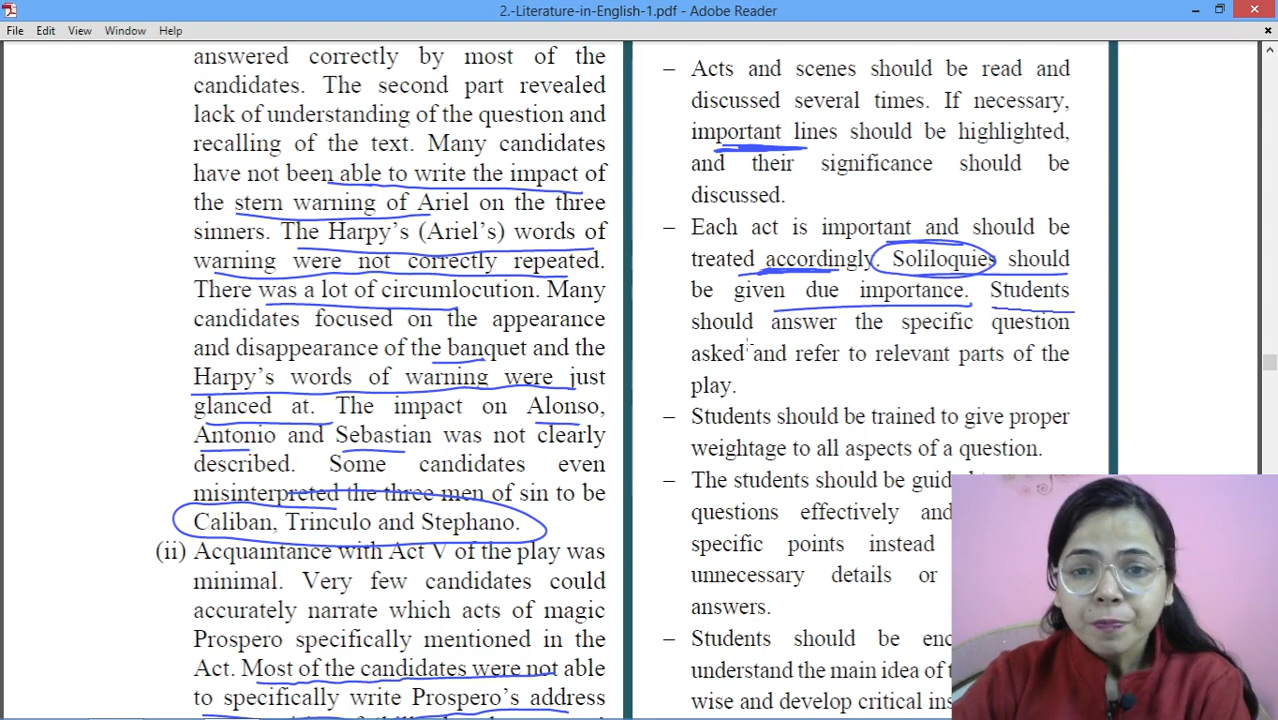 2.-Literature-in-English-1.pdf - Adobe Reader
File Edit View Window Help
answered correctly by most of the
candidates. The second part revealed
lack of understanding of the question and
recalling of the text. Many candidates
have not been able to write the impact of
the stern warning of Ariel on the three
sinners. The Harpy's (Ariel's) words of
warning were not correctly repeated.
There was a lot of circumlocution. Many
candidates focused on the appearance
and disappearance of the banquet and the
Harpy's words of warning were just
glanced at. The impact on Alonso,
Antonio and Sebastian was not clearly
described. Some candidates even
misinterpreted the three men of sin to be
Caliban, Trinculo and Stephano.
(ii) Acquaintance with Act V of the play was
minimal. Very few candidates could
accurately narrate which acts of magic
Prospero specifically mentioned in the
Act. Most of the candidates were not able
to specifically write Prospero's address
– Acts and scenes should be read and
discussed several times. If necessary,
important lines should be highlighted,
and their significance should be
discussed.
– Each act is important and should be
treated accordingly. Soliloquies should
be given due importance. Students
should answer the specific question
asked and refer to relevant parts of the
play.
– Students should be trained to give proper
weightage to all aspects of a question.
– The students should be guid
questions effectively and
specific points instead
unnecessary details or
answers.
– Students should be enc
understand the main idea of t
wise and develop critical ins